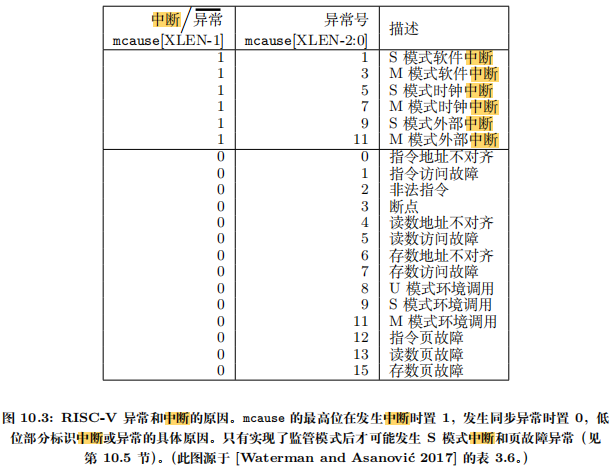 中断/异常 异常号 描述
mcause[XLEN-1] mcause[XLEN-2:0]
1 1 S 模式软件中断
1 3 M 模式软件中断
1 5 S 模式时钟中断
1 7 M 模式时钟中断
1 9 S 模式外部中断
1 11 M 模式外部中断
0 0 指令地址不对齐
0 1 指令访问故障
0 2 非法指令
0 3 断点
0 4 读数地址不对齐
0 5 读数访问故障
0 6 存数地址不对齐
0 7 存数访问故障
0 8 U 模式环境调用
0 9 S 模式环境调用
0 11 M 模式环境调用
0 12 指令页故障
0 13 读数页故障
0 15 存数页故障
图 10.3: RISC-V 异常和中断的原因。mcause 的最高位在发生中断时置 1，发生同步异常时置 0，低
位部分标识中断或异常的具体原因。只有实现了监管模式后才可能发生 S 模式中断和页故障异常（见
第 10.5 节）。（此图源于 [Waterman and Asanović 2017] 的表 3.6。）